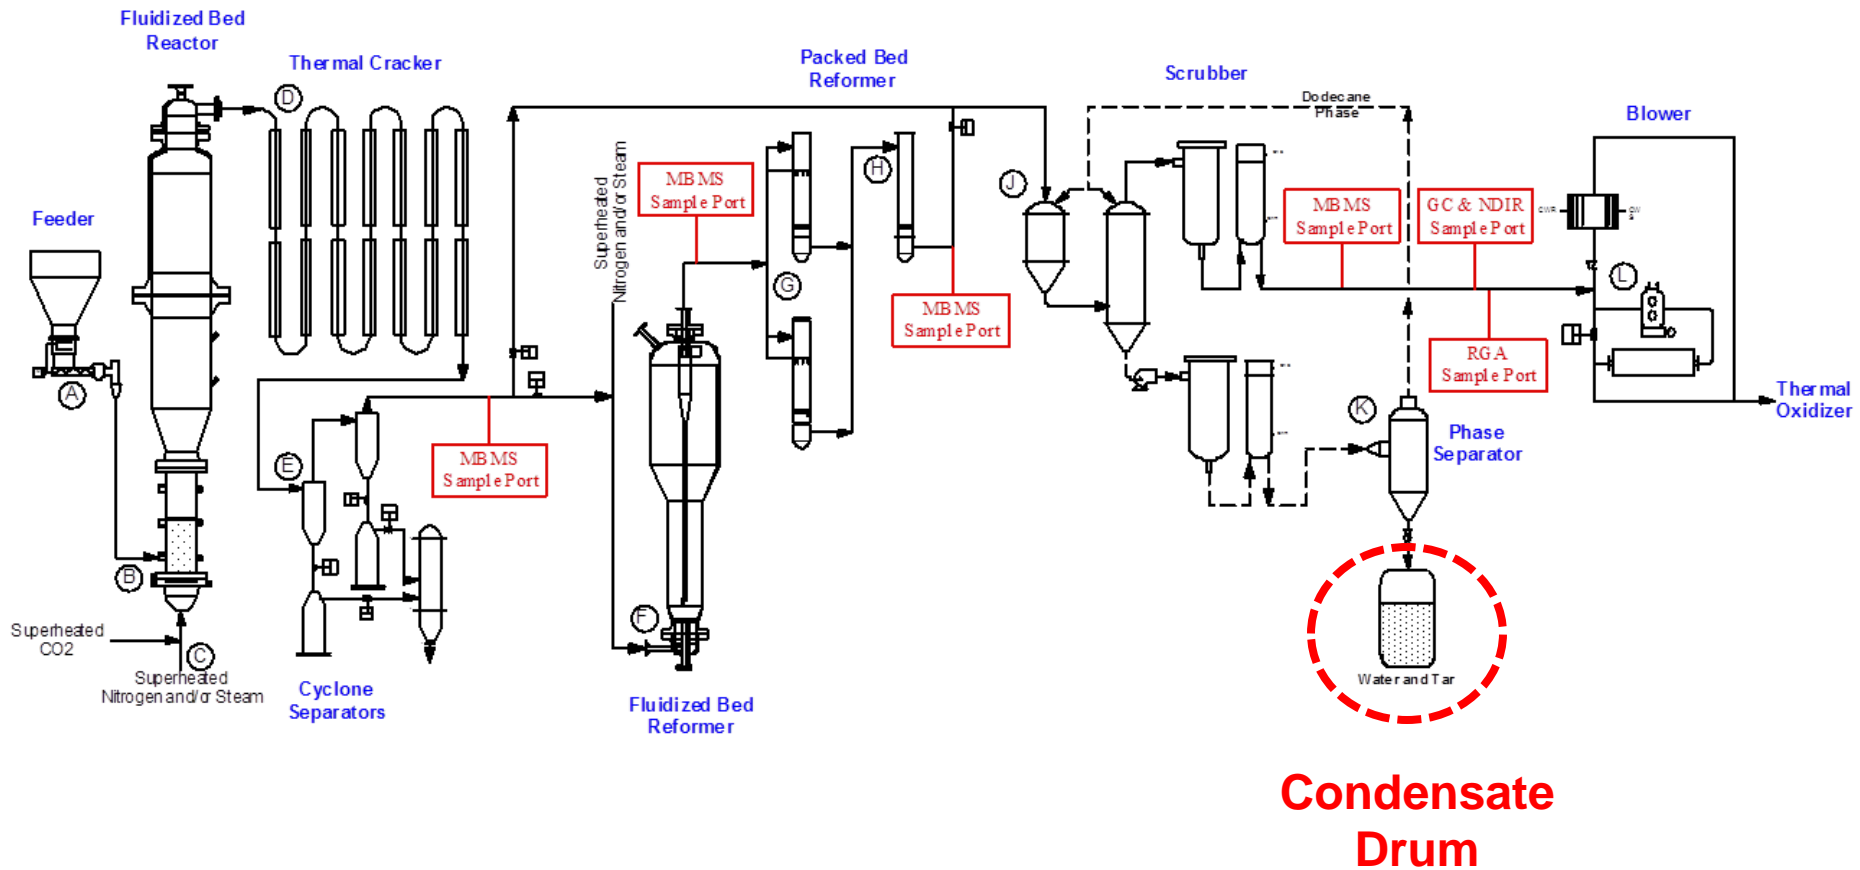 Fluidized Bed
Reactor
Thermal Cracker
Packed Bed
Reformer
Scrubber
Blower
Feeder
Dodecane
Phase
D
H
J
G
A
E
B
C
F
K
L
MBMS
Sample Port
MBMS
Sample Port
MBMS
Sample Port
MBMS
Sample Port
GC & NDIR
Sample Port
RGA
Sample Port
Superheated
Nitrogen and/or Steam
CWR
CW
S
Thermal
Oxidizer
Phase
Separator
Superheated
CO2
Superheated
Nitrogen and/or Steam
Cyclone
Separators
Fluidized Bed
Reformer
Water and Tar
Condensate
Drum